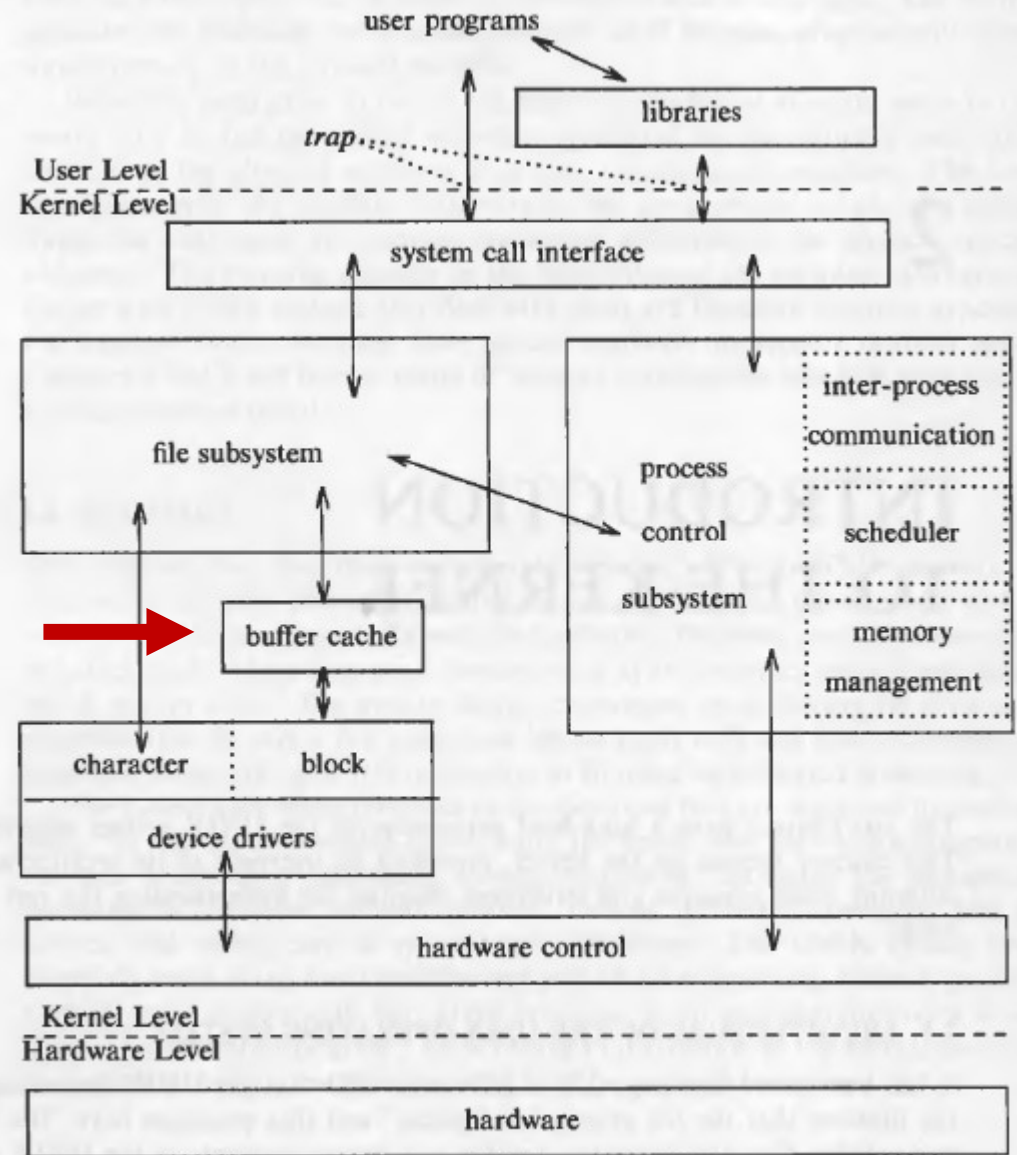 user programs
libraries
trap
User Level
Kernel Level
system call interface
file subsystem
process
control
subsystem
inter-process
communication
scheduler
memory
management
buffer cache
character
block
device drivers
hardware control
Kernel Level
Hardware Level
hardware